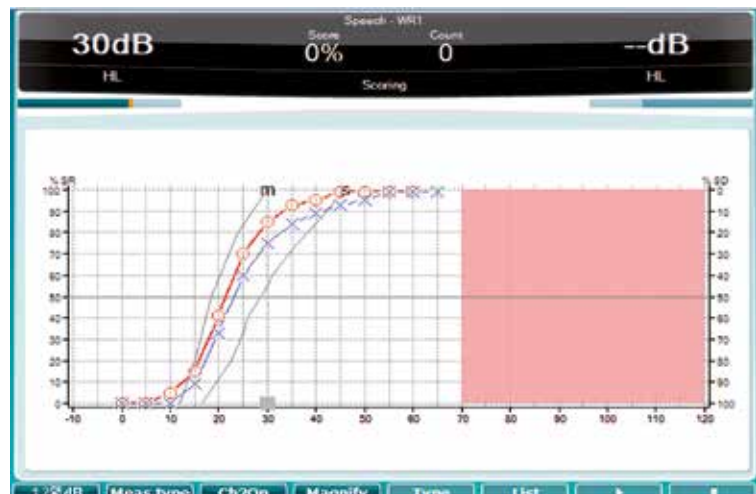 Speech - WR1
30dB Score Count --dB
0% 0
HL Scoring HL
% SR m s % SD
100 0
90 10
80 20
70 30
60 40
50 50
40 60
30 70
20 80
10 90
0 100
-10 0 10 20 30 40 50 60 70 80 90 100 110 120
Meas type Ch2On Magnify Type List